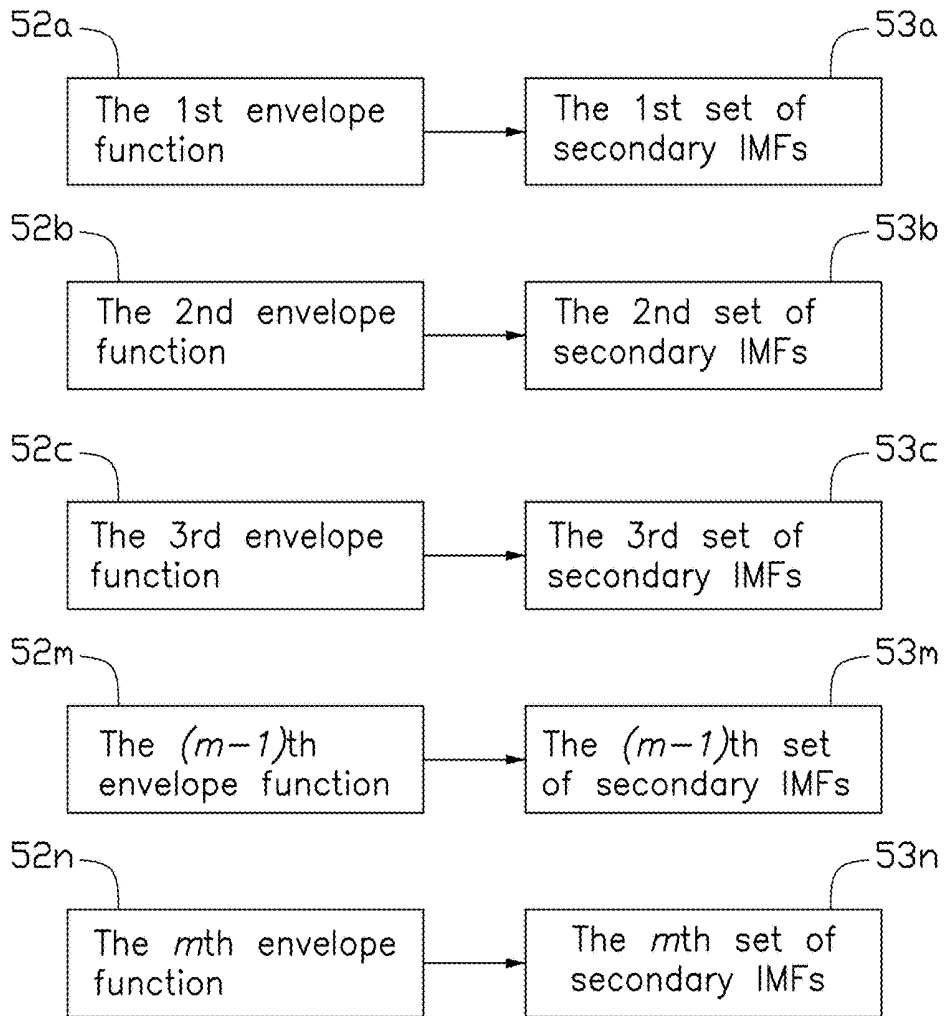 52a
53a
The 1st envelope
function
The 1st set of
secondary IMFs
52b
53b
The 2nd envelope
function
The 2nd set of
secondary IMFs
52c
53c
The 3rd envelope
function
The 3rd set of
secondary IMFs
52m
53m
The (m-1)th
envelope function
The (m-1)th set
of secondary IMFs
52n
53n
The mth envelope
function
The mth set of
secondary IMFs